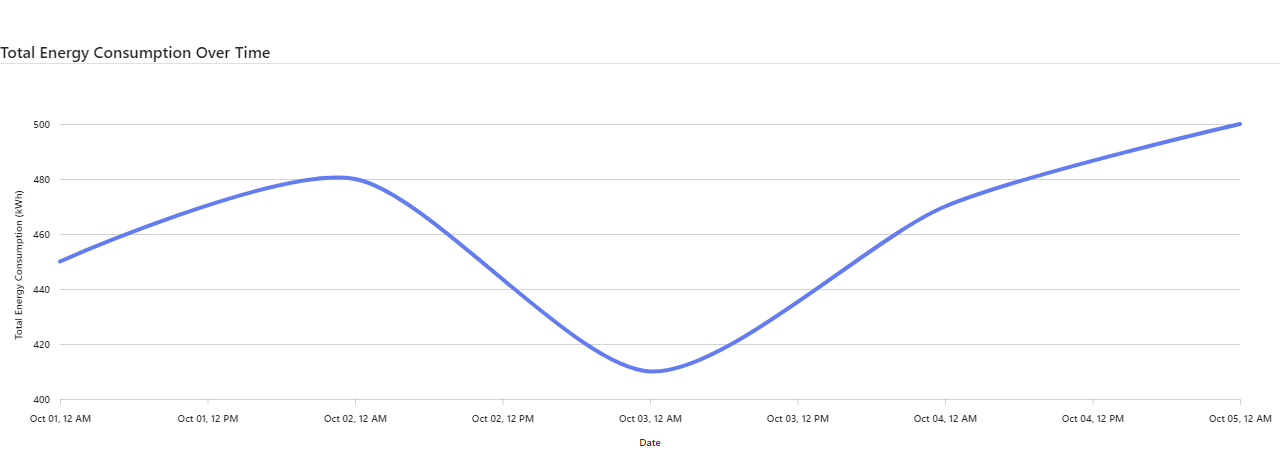 Total Energy Consumption Over Time
Total Energy Consumption (kWh)
500
480
460
440
420
400
Oct 01, 12 AM Oct 01, 12 PM Oct 02, 12 AM Oct 02, 12 PM Oct 03, 12 AM Oct 03, 12 PM Oct 04, 12 AM Oct 04, 12 PM Oct 05, 12 AM
Date